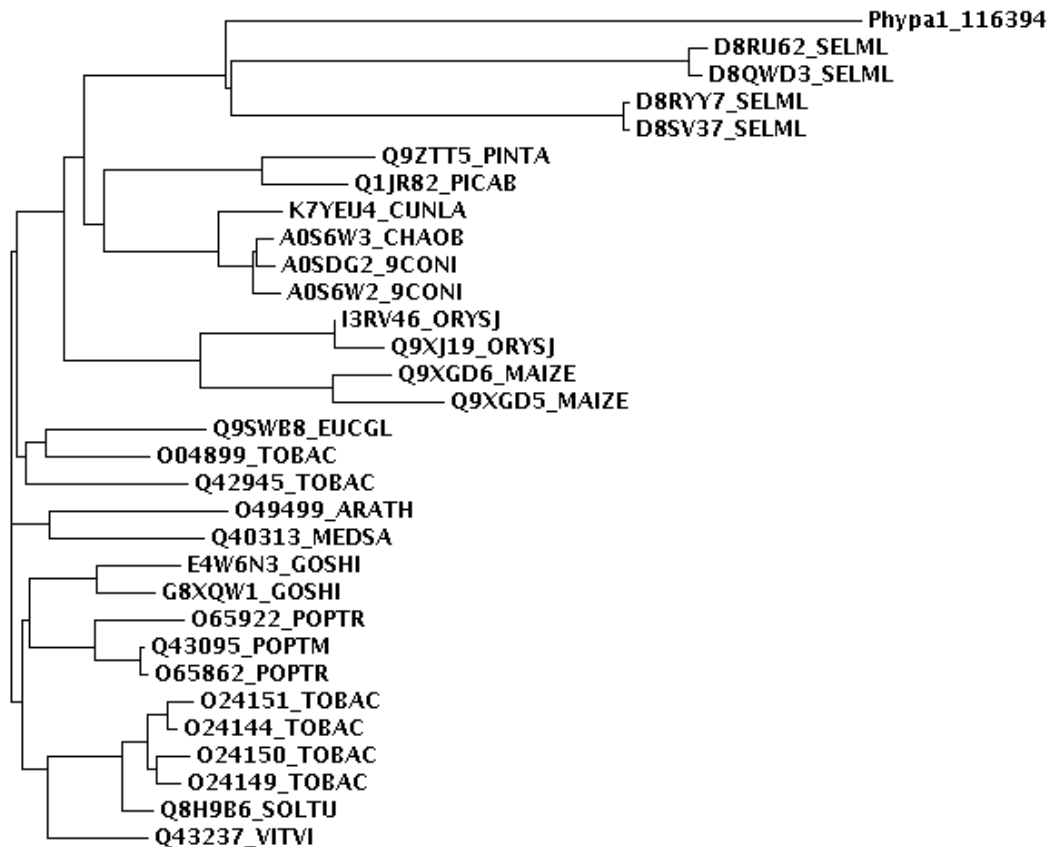 Phypa1_116394
D8RU62_SELML
D8QWD3_SELML
D8RYY7_SELML
D8SV37_SELML
Q9ZTT5_PINTA
Q1JR82_PICAB
K7YEU4_CUNLA
A0S6W3_CHAOB
A0SDG2_9CONI
A0S6W2_9CONI
I3RV46_ORYSJ
Q9XJ19_ORYSJ
Q9XGD6_MAIZE
Q9XGD5_MAIZE
Q9SWB8_EUCGL
O04899_TOBAC
Q42945_TOBAC
O49499_ARATH
Q40313_MEDSA
E4W6N3_GOSHI
G8XQW1_GOSHI
O65922_POPTR
Q43095_POPTM
O65862_POPTR
O24151_TOBAC
O24144_TOBAC
O24150_TOBAC
O24149_TOBAC
Q8H9B6_SOLTU
Q43237_VITVI